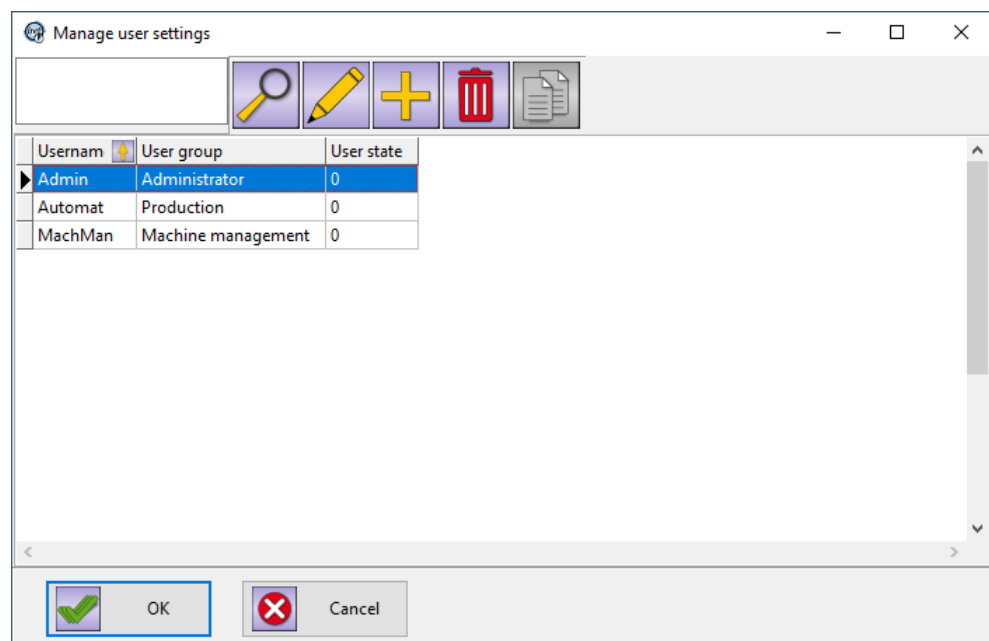 Manage user settings
Usernam User group User state
Admin Administrator 0
Automat Production 0
MachMan Machine management 0
OK Cancel